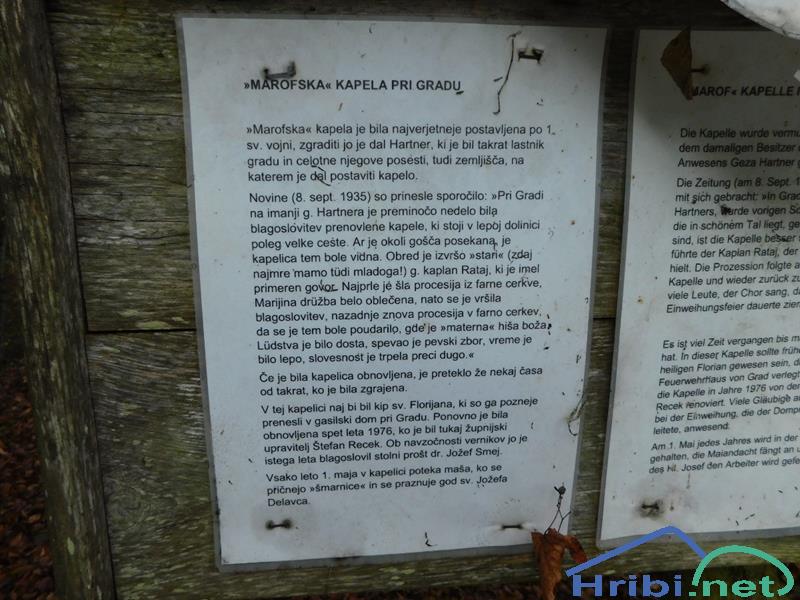 »MAROFSKA« KAPELA PRI GRADU
»Marofska« kapela je bila najverjetneje postavljena po 1.
sv. vojni, zgraditi jo je dal Hartner, ki je bil takrat lastnik
gradu in celotne njegove posesti, tudi zemljišča, na
katerem je dal postaviti kapelo.
Novine (8. sept. 1935) so prinesle sporočilo: »Pri Gradi
na imanji g. Hartnera je preminočo nedelo bila
blagoslovitev prenovlene kapele, ki stoji v lepoj dolinici
poleg velke ceste. Ar je okoli gošča posekana, je
kapelica tem bole vidna. Obred je izvršo »stari« (zdaj
najmre mamo tüdi mladoga!) g. kaplan Rataj, ki je imel
primeren govor. Najprle jé šla procesija iz farne cerkve,
Marijina drüžba belo oblečena, nato se je vršila
blagoslovitev, nazadnje znova procesija v farno cerkev,
da se je tem bole poudarilo, gde je »materna« hiša boža.
Lüdstva je bilo dosta, spevao je pevski zbor, vreme je
bilo lepo, slovesnost je trpela preci dugo.«
Če je bila kapelica obnovljena, je preteklo že nekaj časa
od takrat, ko je bila zgrajena.
V tej kapelici naj bi bil kip sv. Florijana, ki so ga pozneje
prenesli v gasilski dom pri Gradu. Ponovno je bila
obnovljena spet leta 1976, ko je bil tukaj župnijski
upravitelj Štefan Recek. Ob navzočnosti vernikov jo je
istega leta blagoslovil stolni prošt dr. Jožef Smej.
Vsako leto 1. maja v kapelici poteka maša, ko se
pričnejo »šmarnice« in se praznuje god sv. Jožefa
Delavca.
»MAROF« KAPELLE
Die Kapelle wurde
dem damaligen Besitzer
Anwesens Geza Hartner
Die Zeitung (am 8. Sept.
mit sich gebracht: »In
Hartners, wurde vorigen
die in schönem Tal liegt,
sind, ist die Kapelle besser
führte der Kaplan Rataj, der
hielt. Die Prozession folgte
Kapelle und wieder zurück
viele Leute, der Chor sang,
Einweihungsfeier dauerte
Es ist viel Zeit vergangen bis
hat. In dieser Kapelle sollte
heiligen Florian gewesen sein,
Feuerwehrhaus von Grad
die Kapelle in Jahre 1976 von
Recek renoviert. Viele Gläubige
bei der Einweihung, die der
leitete, anwesend.
Am 1. Mai jedes Jahres wird in der
gehalten, die Maiandacht fängt an
des hl. Josef den Arbeiter wird
Hribi.net